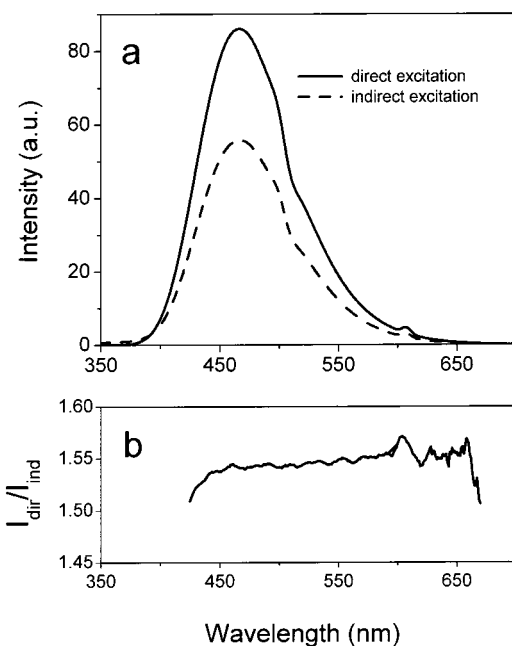 a
direct excitation
indirect excitation
Intensity (a.u.)
80
60
40
20
0
350
450
550
650
b
I_dir/I_ind
1.60
1.55
1.50
1.45
350
450
550
650
Wavelength (nm)